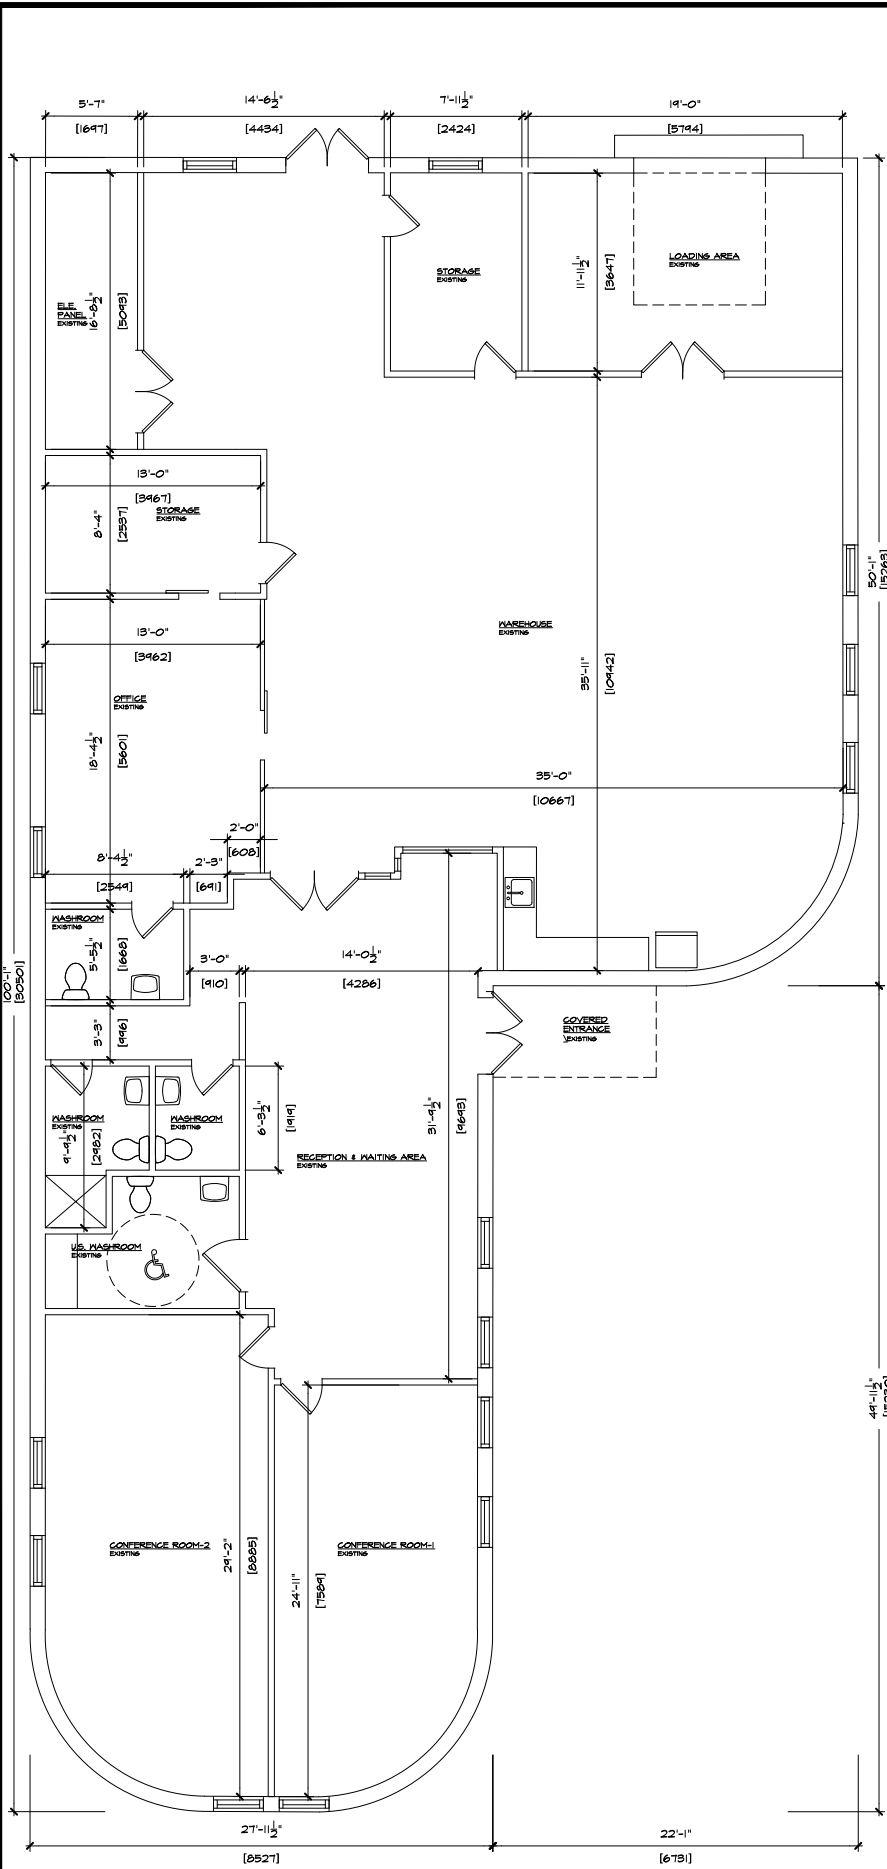 5'-7"
[1697]
14'-6½"
[4434]
7'-11½"
[2424]
19'-0"
[5794]
STORAGE
EXISTING
LOADING AREA
EXISTING
11'-11½"
[3647]
ELE.
PANEL
EXISTING
16'-8½"
[5093]
13'-0"
[3967]
STORAGE
EXISTING
8'-4"
[2537]
50'-1"
[15263]
WAREHOUSE
EXISTING
13'-0"
[3962]
35'-11"
[10942]
OFFICE
EXISTING
18'-4½"
[5601]
35'-0"
[10667]
2'-0"
[608]
8'-4½"
[2549]
2'-3"
[691]
WASHROOM
EXISTING
5'-5½"
[1668]
3'-0"
[910]
14'-0½"
[4286]
100'-1"
[30501]
COVERED
ENTRANCE
\EXISTING
3'-3"
[996]
WASHROOM
EXISTING
WASHROOM
EXISTING
6'-3½"
[1919]
31'-9½"
[9693]
9'-9½"
[2982]
RECEPTION & WAITING AREA
EXISTING
U.S. WASHROOM
EXISTING
49'-11½"
CONFERENCE ROOM-2
EXISTING
29'-2"
[8885]
CONFERENCE ROOM-1
EXISTING
24'-11"
[7589]
27'-11½"
[8527]
22'-1"
[6731]